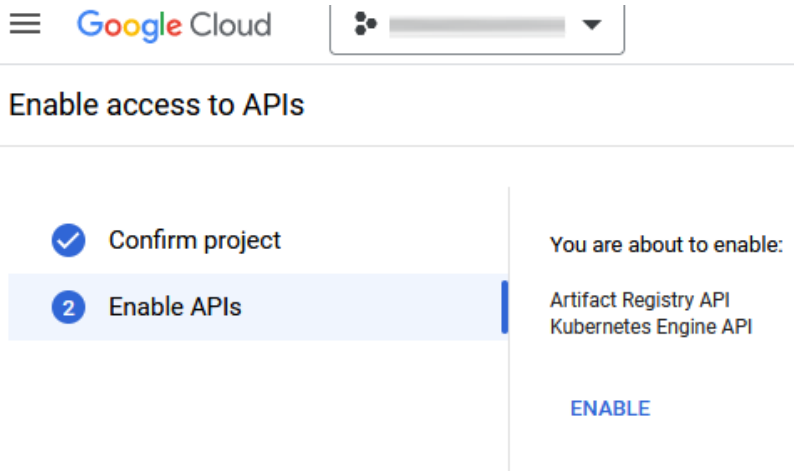 Google Cloud
Enable access to APIs
Confirm project
2 Enable APIs
You are about to enable:
Artifact Registry API
Kubernetes Engine API
ENABLE